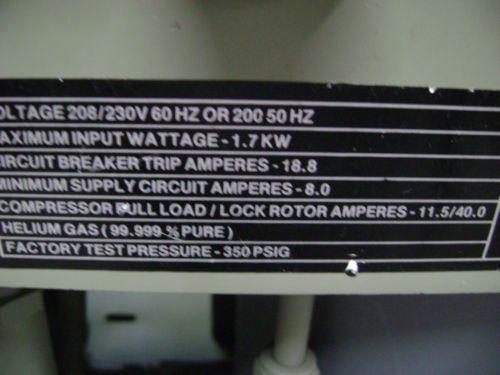 OLTAGE 208/230V 60 HZ OR 200 50 HZ
AXIMUM INPUT WATTAGE - 1.7 KW
IRCUIT BREAKER TRIP AMPERES - 18.8
MINIMUM SUPPLY CIRCUIT AMPERES - 8.0
COMPRESSOR FULL LOAD / LOCK ROTOR AMPERES - 11.5/40.0
HELIUM GAS ( 99.999 % PURE )
FACTORY TEST PRESSURE - 350 PSIG